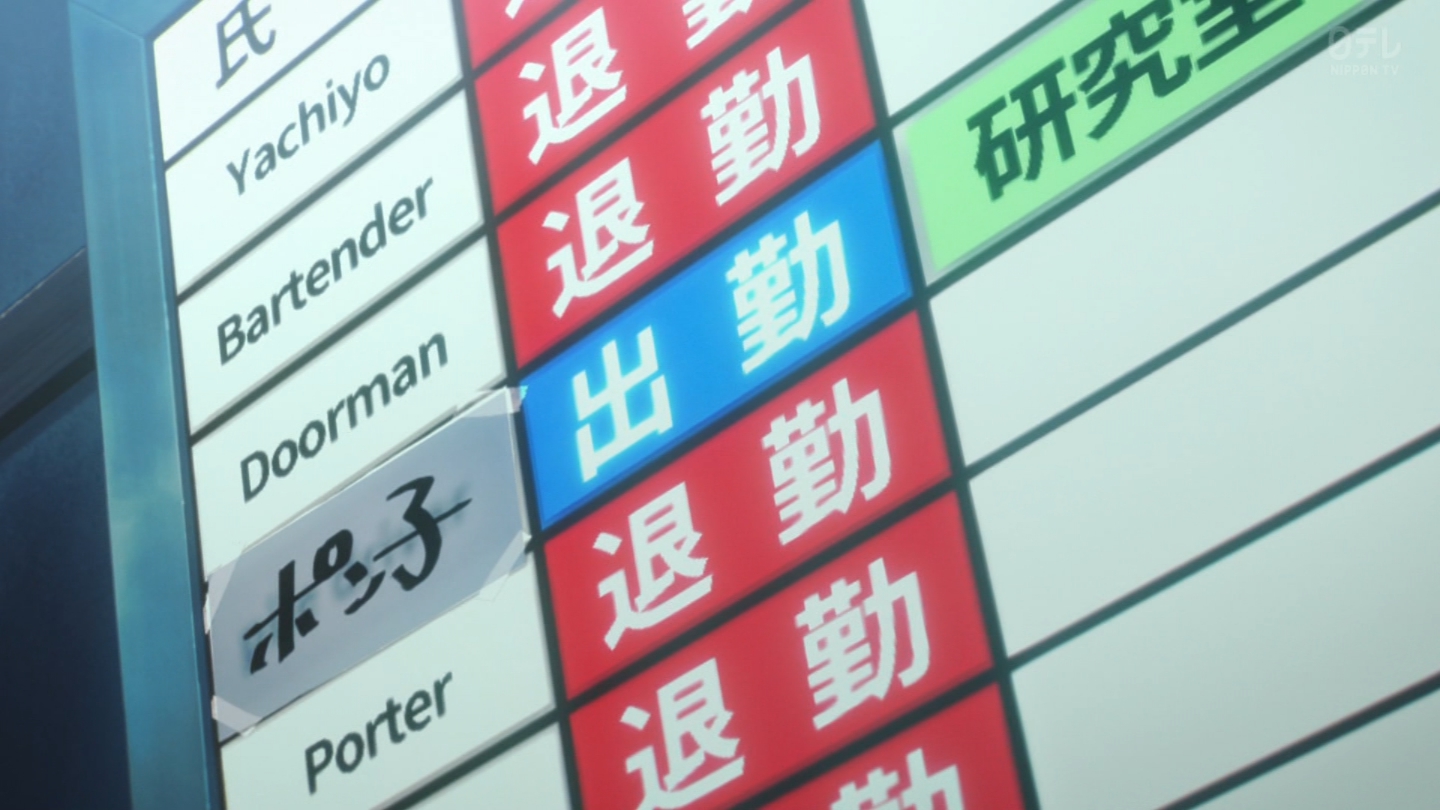 氏
Yachiyo
Bartender 退勤
Doorman 退勤
ポン子 出勤 研究室
Porter 退勤
退勤
勤
日テレ
NIPPON TV